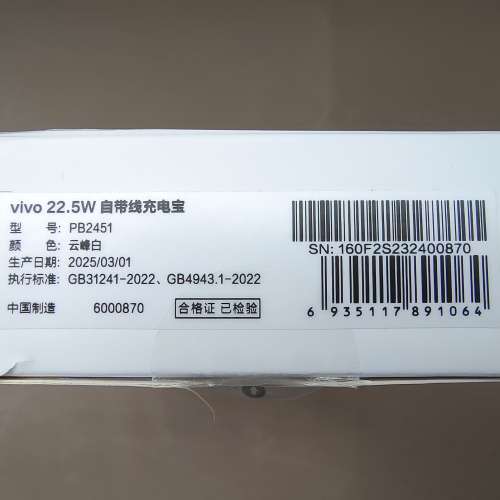 vivo 22.5W 自带线充电宝
型 号: PB2451
颜 色: 云峰白
生产日期: 2025/03/01
执行标准: GB31241-2022、GB4943.1-2022
中国制造 6000870 合格证 已检验
SN: 160F2S232400870
6 935117 891064